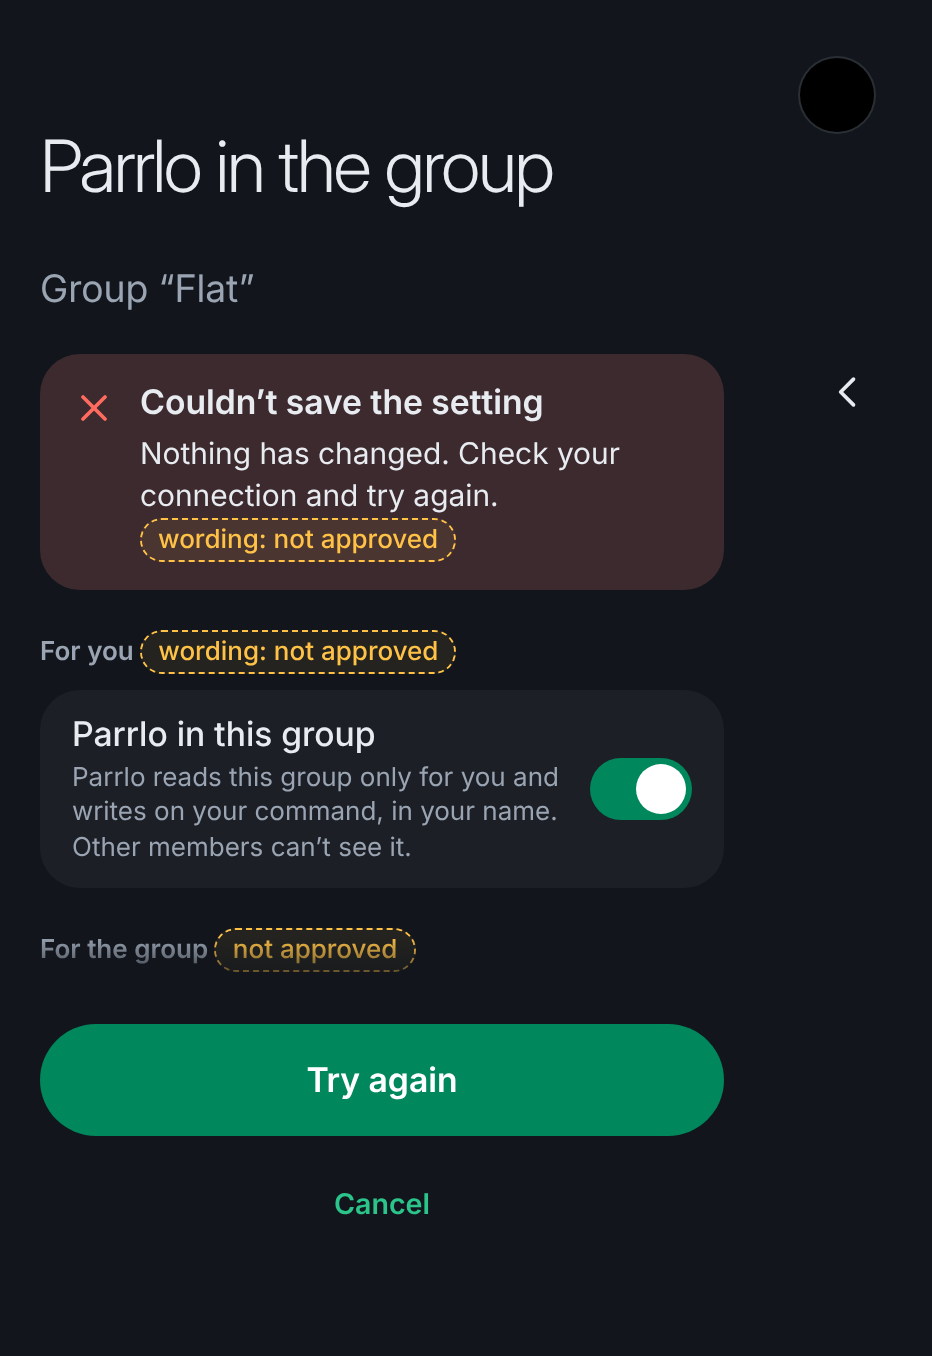 Parrlo in the group
Group “Flat”
Couldn’t save the setting
Nothing has changed. Check your
connection and try again.
wording: not approved
For you wording: not approved
Parrlo in this group
Parrlo reads this group only for you and
writes on your command, in your name.
Other members can’t see it.
For the group not approved
Try again
Cancel